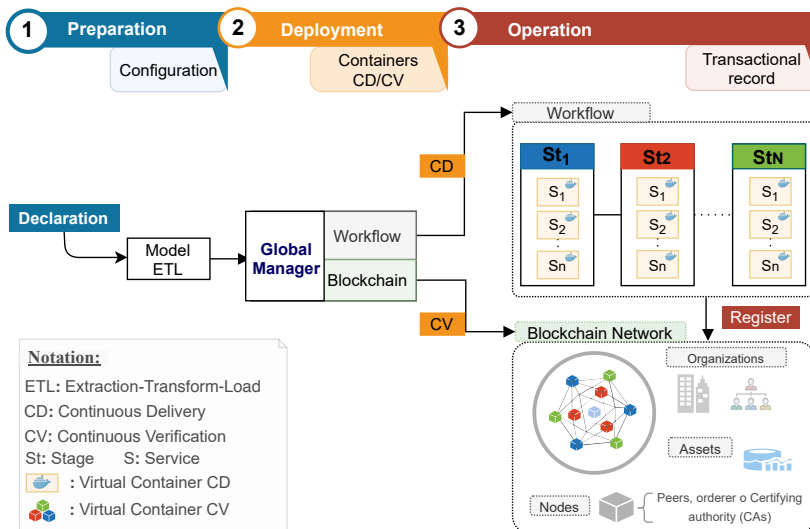 1 Preparation
2 Deployment
3 Operation
Configuration
Containers
CD/CV
Transactional
record
Workflow
St1
St2
StN
CD
S1
S2
Sn
S1
S2
Sn
S1
S2
Sn
Declaration
Model
ETL
Global
Manager
Workflow
Blockchain
CV
Register
Blockchain Network
Organizations
Assets
Nodes
Peers, orderer o Certifying
authority (CAs)
Notation:
ETL: Extraction-Transform-Load
CD: Continuous Delivery
CV: Continuous Verification
St: Stage S: Service
: Virtual Container CD
: Virtual Container CV